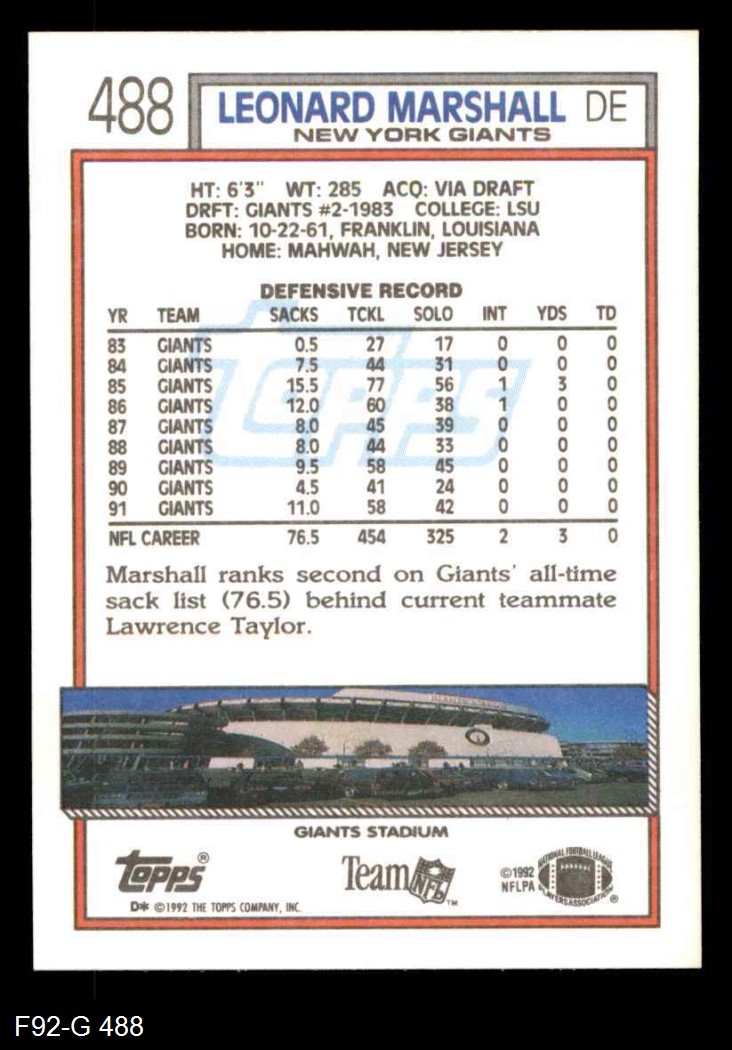 488 LEONARD MARSHALL DE
NEW YORK GIANTS
HT: 6'3" WT: 285 ACQ: VIA DRAFT
DRFT: GIANTS #2-1983 COLLEGE: LSU
BORN: 10-22-61, FRANKLIN, LOUISIANA
HOME: MAHWAH, NEW JERSEY
DEFENSIVE RECORD
YR TEAM SACKS TCKL SOLO INT YDS TD
83 GIANTS 0.5 27 17 0 0 0
84 GIANTS 7.5 44 31 0 0 0
85 GIANTS 15.5 77 56 1 3 0
86 GIANTS 12.0 60 38 1 0 0
87 GIANTS 8.0 45 39 0 0 0
88 GIANTS 8.0 44 33 0 0 0
89 GIANTS 9.5 58 45 0 0 0
90 GIANTS 4.5 41 24 0 0 0
91 GIANTS 11.0 58 42 0 0 0
NFL CAREER 76.5 454 325 2 3 0
topps
Marshall ranks second on Giants' all-time
sack list (76.5) behind current teammate
Lawrence Taylor.
GIANTS STADIUM
topps®
D* ©1992 THE TOPPS COMPANY, INC.
Team NFL™
©1992
NFLPA
NATIONAL FOOTBALL LEAGUE
PLAYERS ASSOCIATION®
F92-G 488